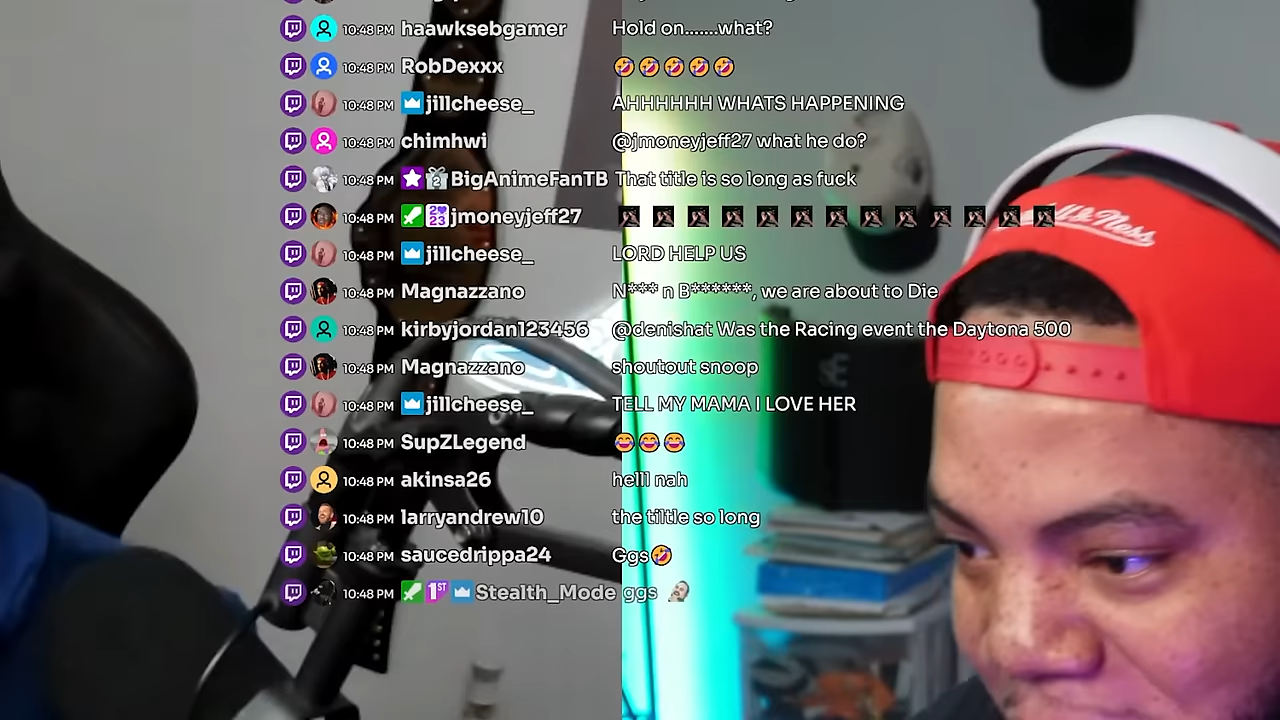 10:48 PM haawksebgamer Hold on.......what?
10:48 PM RobDexxx 🤣🤣🤣🤣🤣
10:48 PM jillcheese_ AHHHHHH WHATS HAPPENING
10:48 PM chimhwi @jmoneyjeff27 what he do?
10:48 PM 2 BigAnimeFanTB That title is so long as fuck
10:48 PM 2023 jmoneyjeff27
10:48 PM jillcheese_ LORD HELP US
10:48 PM Magnazzano N*** n B******, we are about to Die
10:48 PM kirbyjordan123456 @denishat Was the Racing event the Daytona 500
10:48 PM Magnazzano shoutout snoop
10:48 PM jillcheese_ TELL MY MAMA I LOVE HER
10:48 PM SupZLegend 😂😂😂
10:48 PM akinsa26 helll nah
10:48 PM larryandrew10 the tiltle so long
10:48 PM saucedrippa24 Ggs🤣
10:48 PM 1ST Stealth_Mode ggs
& Ness